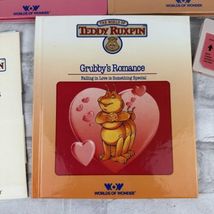 WORLDS OF WONDER
THE WORLD OF
TEDDY RUXPIN
Grubby's Romance
Falling in Love is Something Special
WOW
WORLDS OF WONDER